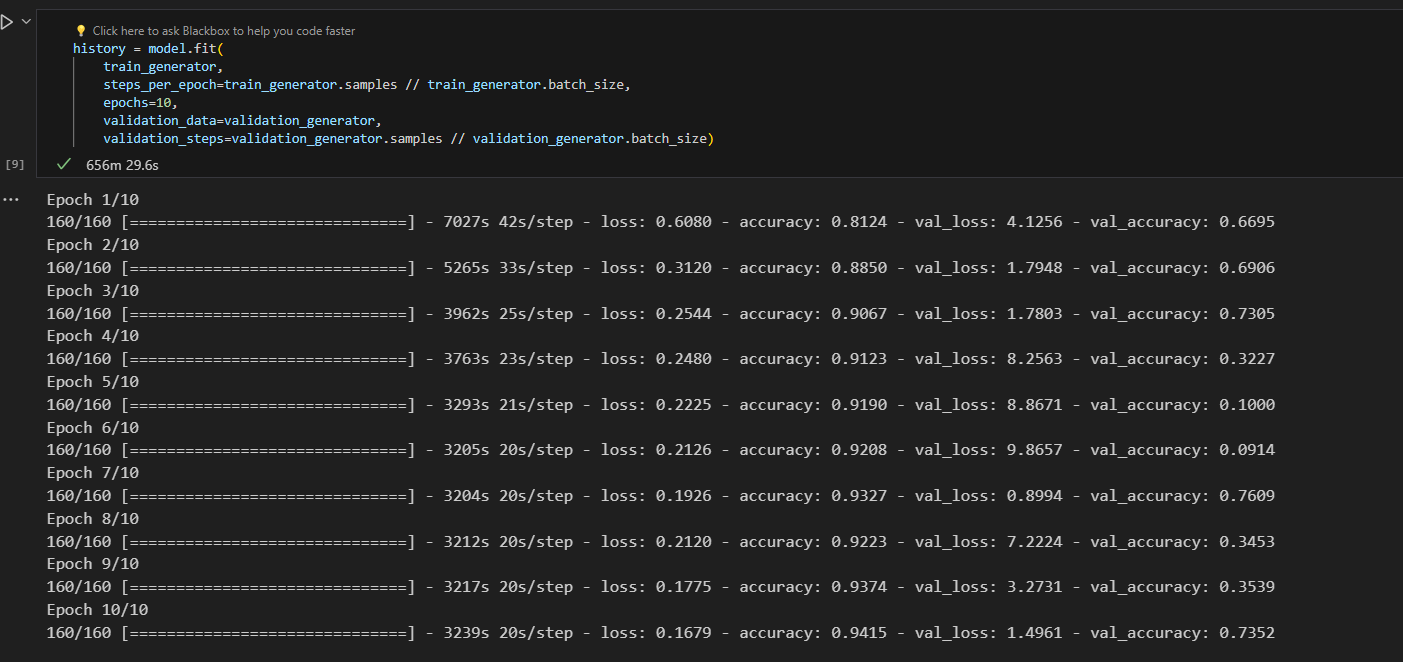 Click here to ask Blackbox to help you code faster
history = model.fit(
    train_generator,
    steps_per_epoch=train_generator.samples // train_generator.batch_size,
    epochs=10,
    validation_data=validation_generator,
    validation_steps=validation_generator.samples // validation_generator.batch_size)
[9] ✓ 656m 29.6s
... Epoch 1/10
160/160 [==============================] - 7027s 42s/step - loss: 0.6080 - accuracy: 0.8124 - val_loss: 4.1256 - val_accuracy: 0.6695
Epoch 2/10
160/160 [==============================] - 5265s 33s/step - loss: 0.3120 - accuracy: 0.8850 - val_loss: 1.7948 - val_accuracy: 0.6906
Epoch 3/10
160/160 [==============================] - 3962s 25s/step - loss: 0.2544 - accuracy: 0.9067 - val_loss: 1.7803 - val_accuracy: 0.7305
Epoch 4/10
160/160 [==============================] - 3763s 23s/step - loss: 0.2480 - accuracy: 0.9123 - val_loss: 8.2563 - val_accuracy: 0.3227
Epoch 5/10
160/160 [==============================] - 3293s 21s/step - loss: 0.2225 - accuracy: 0.9190 - val_loss: 8.8671 - val_accuracy: 0.1000
Epoch 6/10
160/160 [==============================] - 3205s 20s/step - loss: 0.2126 - accuracy: 0.9208 - val_loss: 9.8657 - val_accuracy: 0.0914
Epoch 7/10
160/160 [==============================] - 3204s 20s/step - loss: 0.1926 - accuracy: 0.9327 - val_loss: 0.8994 - val_accuracy: 0.7609
Epoch 8/10
160/160 [==============================] - 3212s 20s/step - loss: 0.2120 - accuracy: 0.9223 - val_loss: 7.2224 - val_accuracy: 0.3453
Epoch 9/10
160/160 [==============================] - 3217s 20s/step - loss: 0.1775 - accuracy: 0.9374 - val_loss: 3.2731 - val_accuracy: 0.3539
Epoch 10/10
160/160 [==============================] - 3239s 20s/step - loss: 0.1679 - accuracy: 0.9415 - val_loss: 1.4961 - val_accuracy: 0.7352